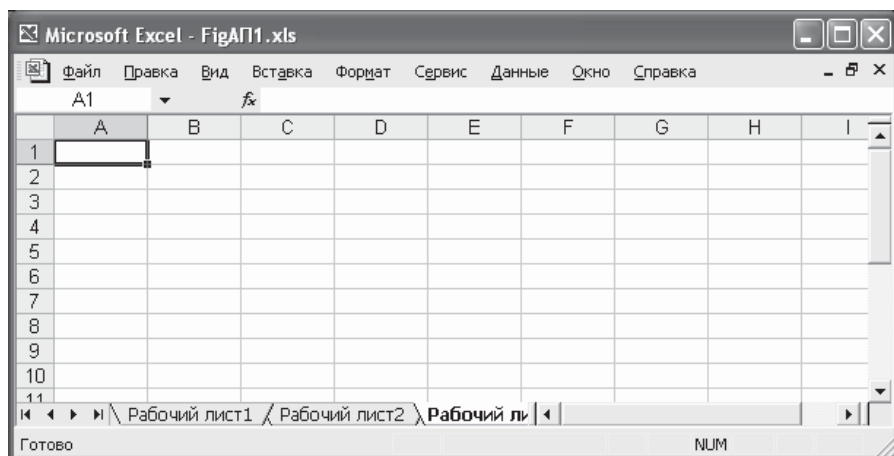 Microsoft Excel - FigАП1.xls
Файл Правка Вид Вставка Формат Сервис Данные Окно Справка
A1 fx
A B C D E F G H I
1
2
3
4
5
6
7
8
9
10
11
Рабочий лист1 Рабочий лист2 Рабочий ли
Готово NUM